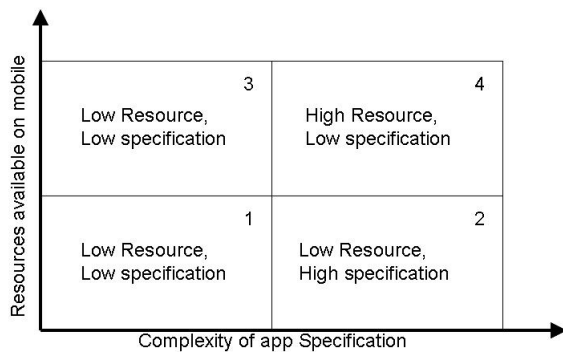 Resources available on mobile
3
Low Resource,
Low specification
4
High Resource,
Low specification
1
Low Resource,
Low specification
2
Low Resource,
High specification
Complexity of app Specification